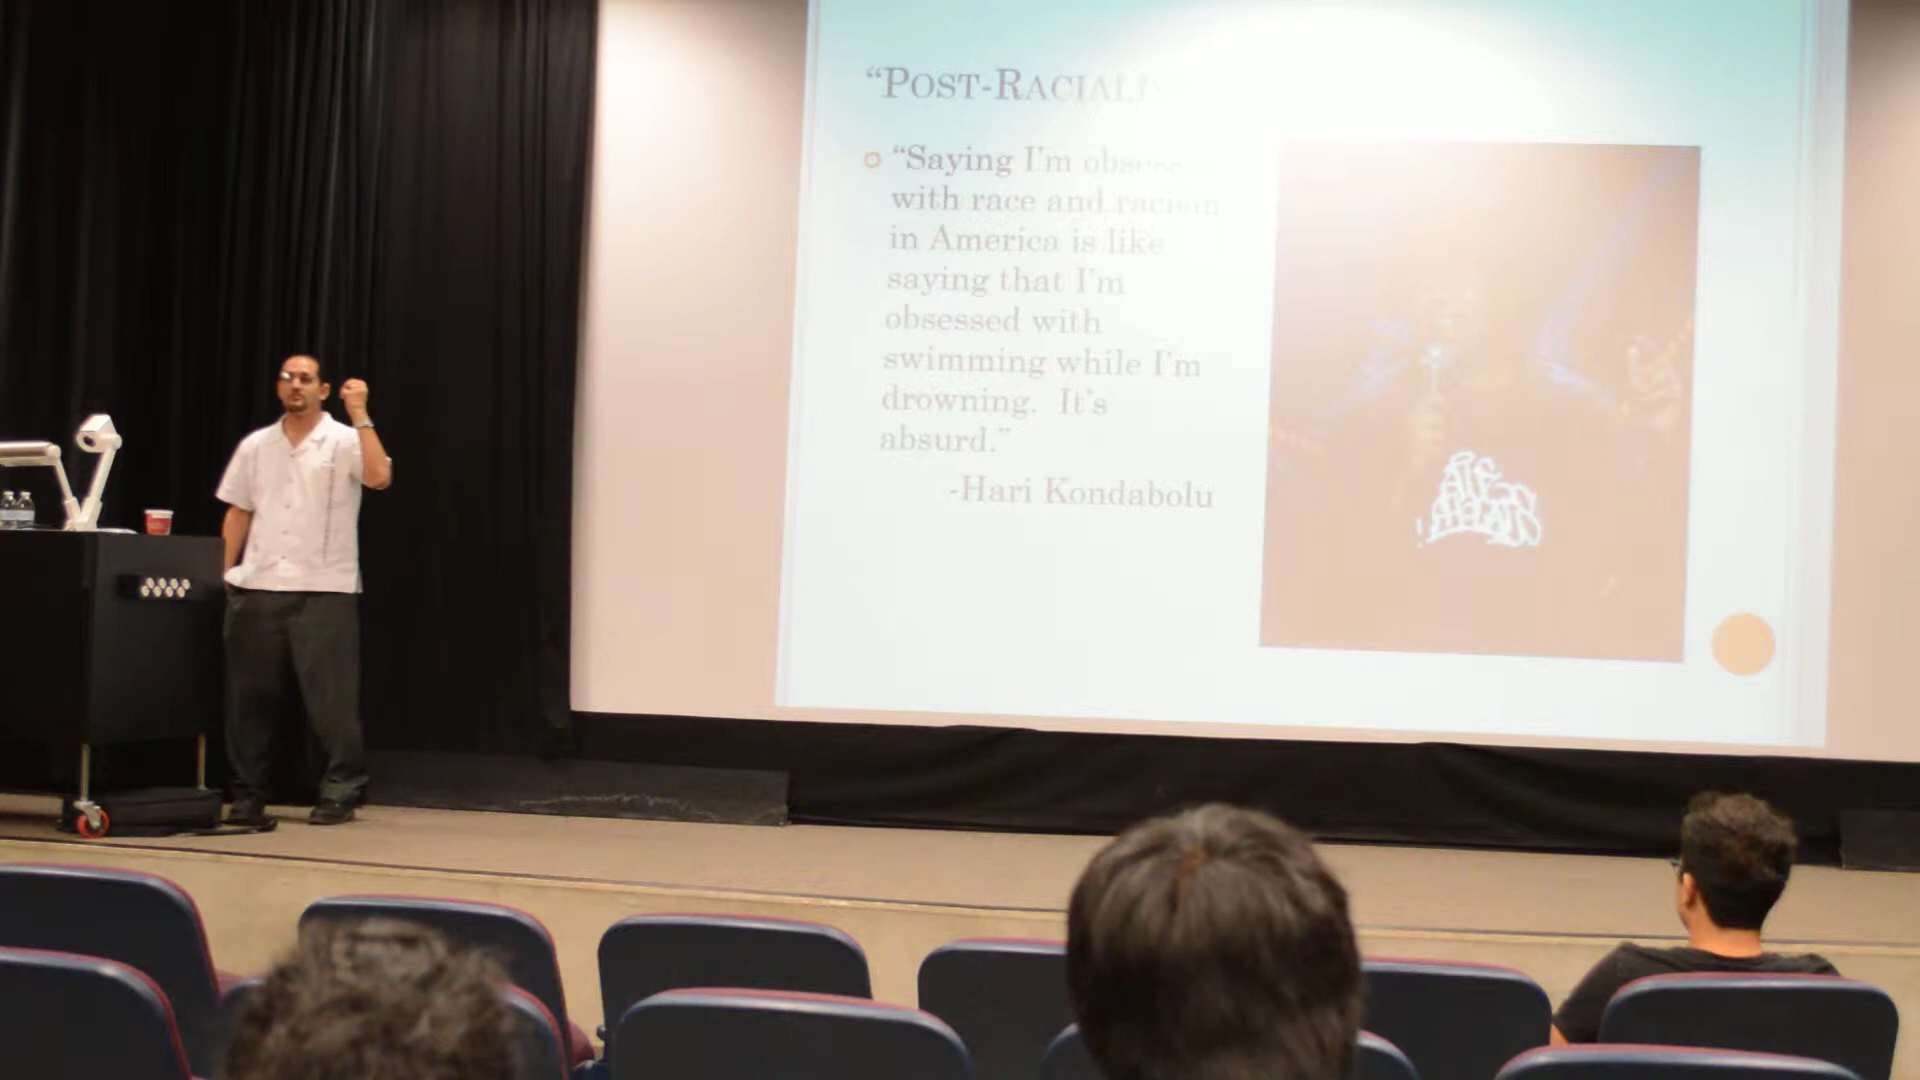 “POST-RACIAL
“Saying I'm
with race and racism
in America is like
saying that I'm
obsessed with
swimming while I'm
drowning.  It's
absurd.”
-Hari Kondabolu